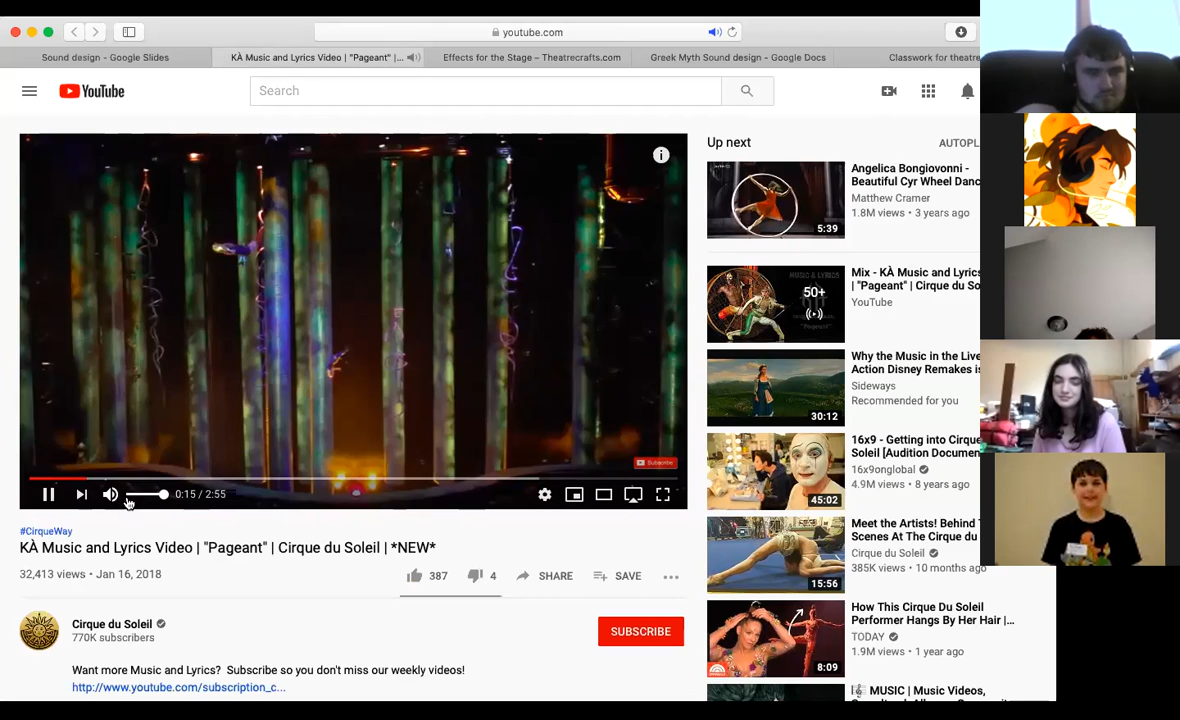 youtube.com
Sound design - Google Slides
KÀ Music and Lyrics Video | "Pageant" |...
Effects for the Stage – Theatrecrafts.com
Greek Myth Sound design - Google Docs
Classwork for theatre
YouTube
Search
Up next
AUTOPL
Angelica Bongiovonni -
Beautiful Cyr Wheel Danc
Matthew Cramer
1.8M views • 3 years ago
5:39
Mix - KÀ Music and Lyrics
| "Pageant" | Cirque du So
YouTube
MUSIC & LYRICS
50+
"Pageant"
Why the Music in the Live
Action Disney Remakes is
Sideways
Recommended for you
30:12
16x9 - Getting into Cirque
Soleil [Audition Documen
16x9onglobal
4.9M views • 8 years ago
45:02
Meet the Artists! Behind
Scenes At The Cirque du
Cirque du Soleil
385K views • 10 months ago
15:56
How This Cirque Du Soleil
Performer Hangs By Her Hair |...
TODAY
1.9M views • 1 year ago
8:09
MUSIC | Music Videos,
Subscribe
0:15 / 2:55
#CirqueWay
KÀ Music and Lyrics Video | "Pageant" | Cirque du Soleil | *NEW*
32,413 views • Jan 16, 2018
387
4
SHARE
SAVE
Cirque du Soleil
770K subscribers
SUBSCRIBE
Want more Music and Lyrics? Subscribe so you don't miss our weekly videos!
http://www.youtube.com/subscription_c...